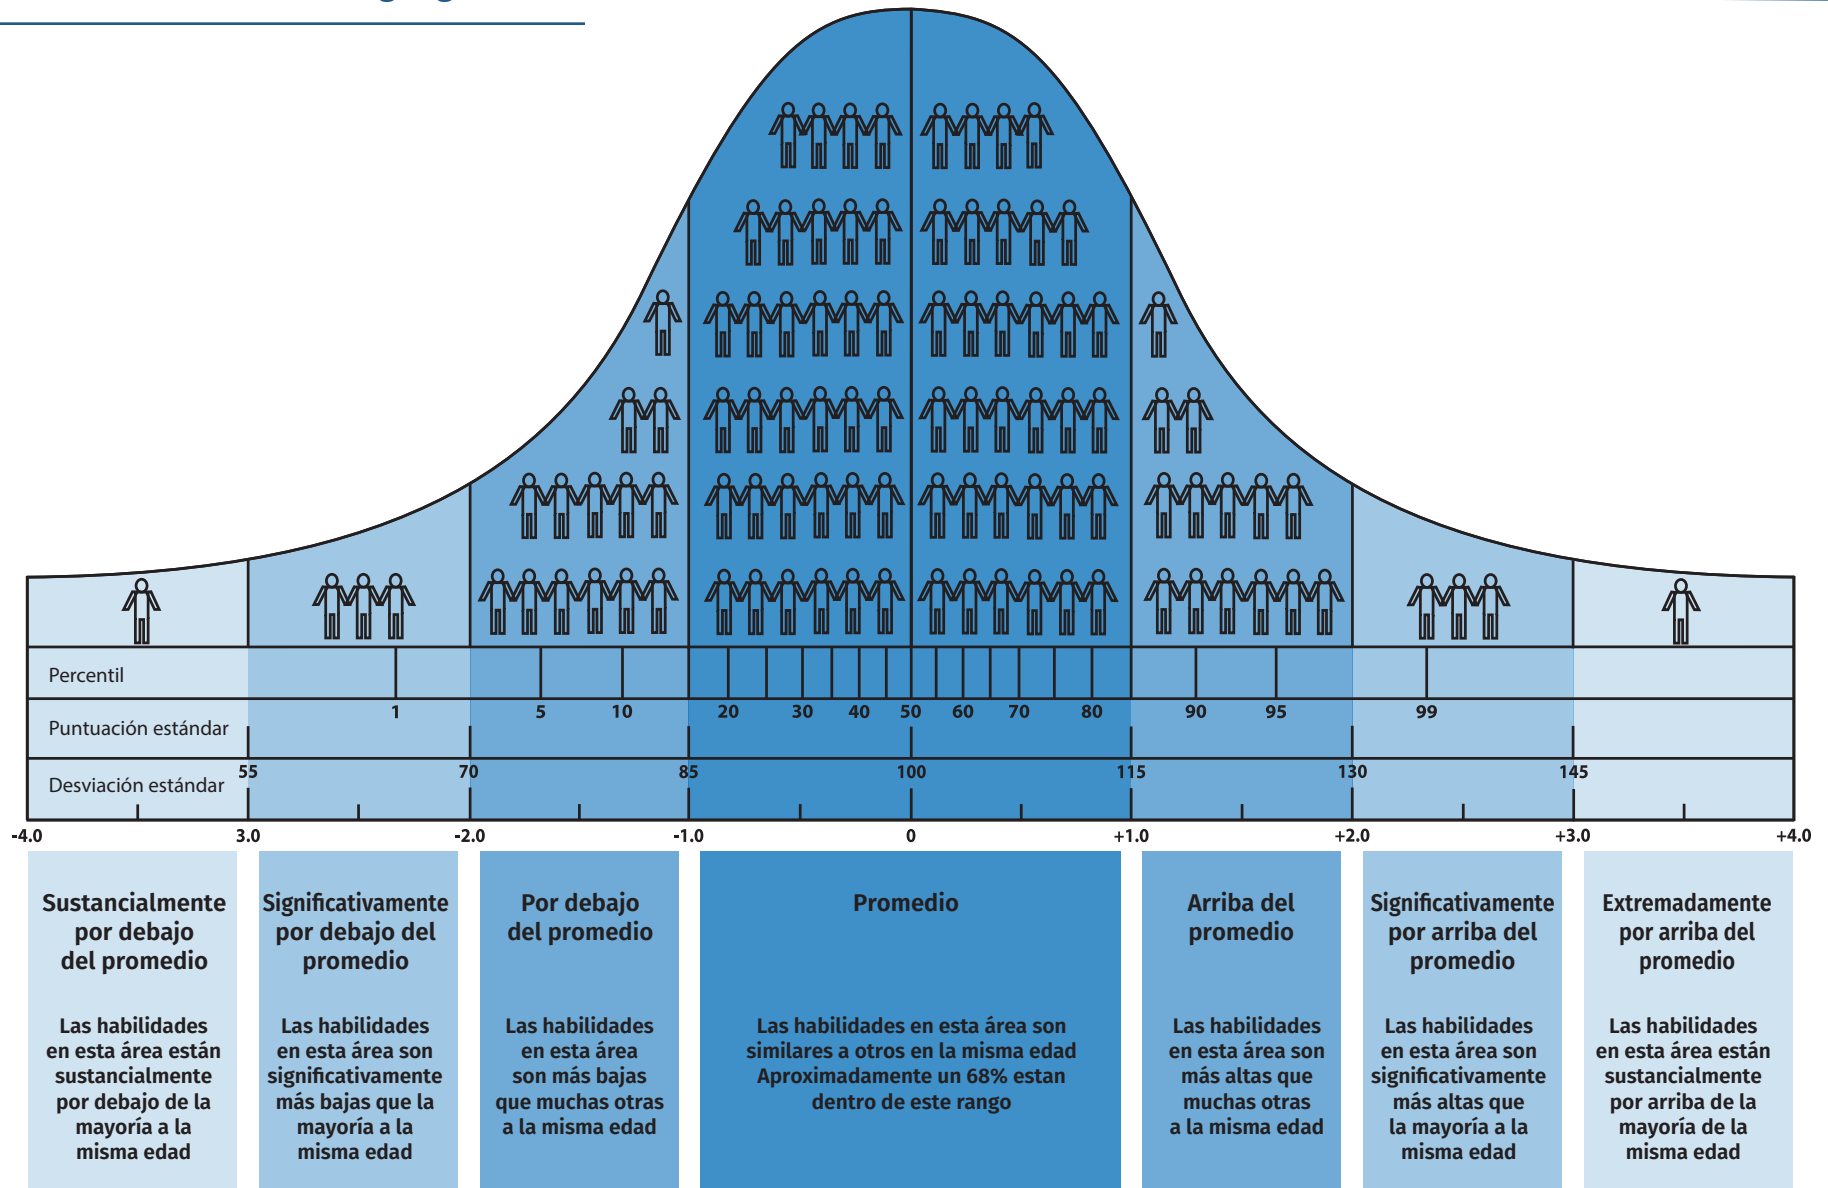 Percentil
1 5 10 20 30 40 50 60 70 80 90 95 99
Puntuación estándar
55 70 85 100 115 130 145
Desviación estándar
-4.0 3.0 -2.0 -1.0 0 +1.0 +2.0 +3.0 +4.0
Sustancialmente
por debajo
del promedio
Las habilidades
en esta área están
sustancialmente
por debajo de la
mayoría a la
misma edad
Significativamente
por debajo del
promedio
Las habilidades
en esta área son
significativamente
más bajas que la
mayoría a la
misma edad
Por debajo
del promedio
Las habilidades
en esta área
son más bajas
que muchas otras
a la misma edad
Promedio
Las habilidades en esta área son
similares a otros en la misma edad
Aproximadamente un 68% estan
dentro de este rango
Arriba del
promedio
Las habilidades
en esta área son
más altas que
muchas otras
a la misma edad
Significativamente
por arriba del
promedio
Las habilidades
en esta área son
significativamente
más altas que
la mayoría a la
misma edad
Extremadamente
por arriba del
promedio
Las habilidades
en esta área están
sustancialmente
por arriba de la
mayoría de la
misma edad